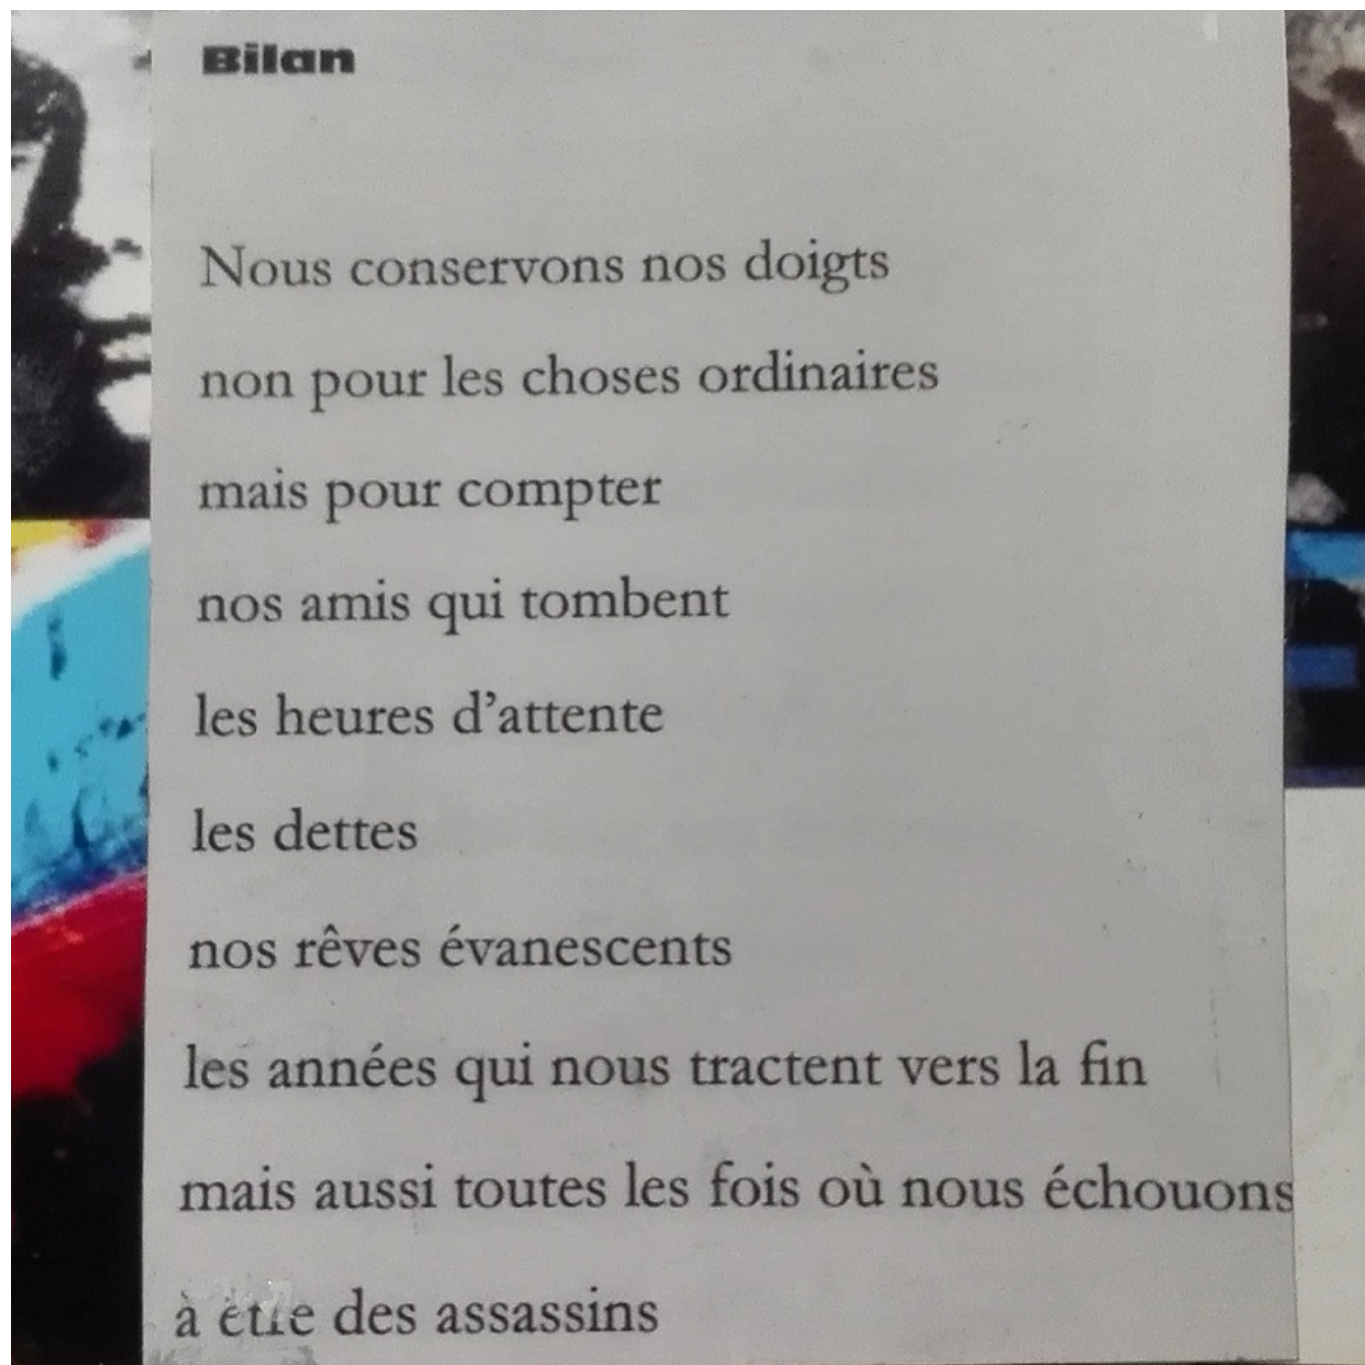 Bilan
Nous conservons nos doigts
non pour les choses ordinaires
mais pour compter
nos amis qui tombent
les heures d'attente
les dettes
nos rêves évanescents
les années qui nous tractent vers la fin
mais aussi toutes les fois où nous échouons
à être des assassins